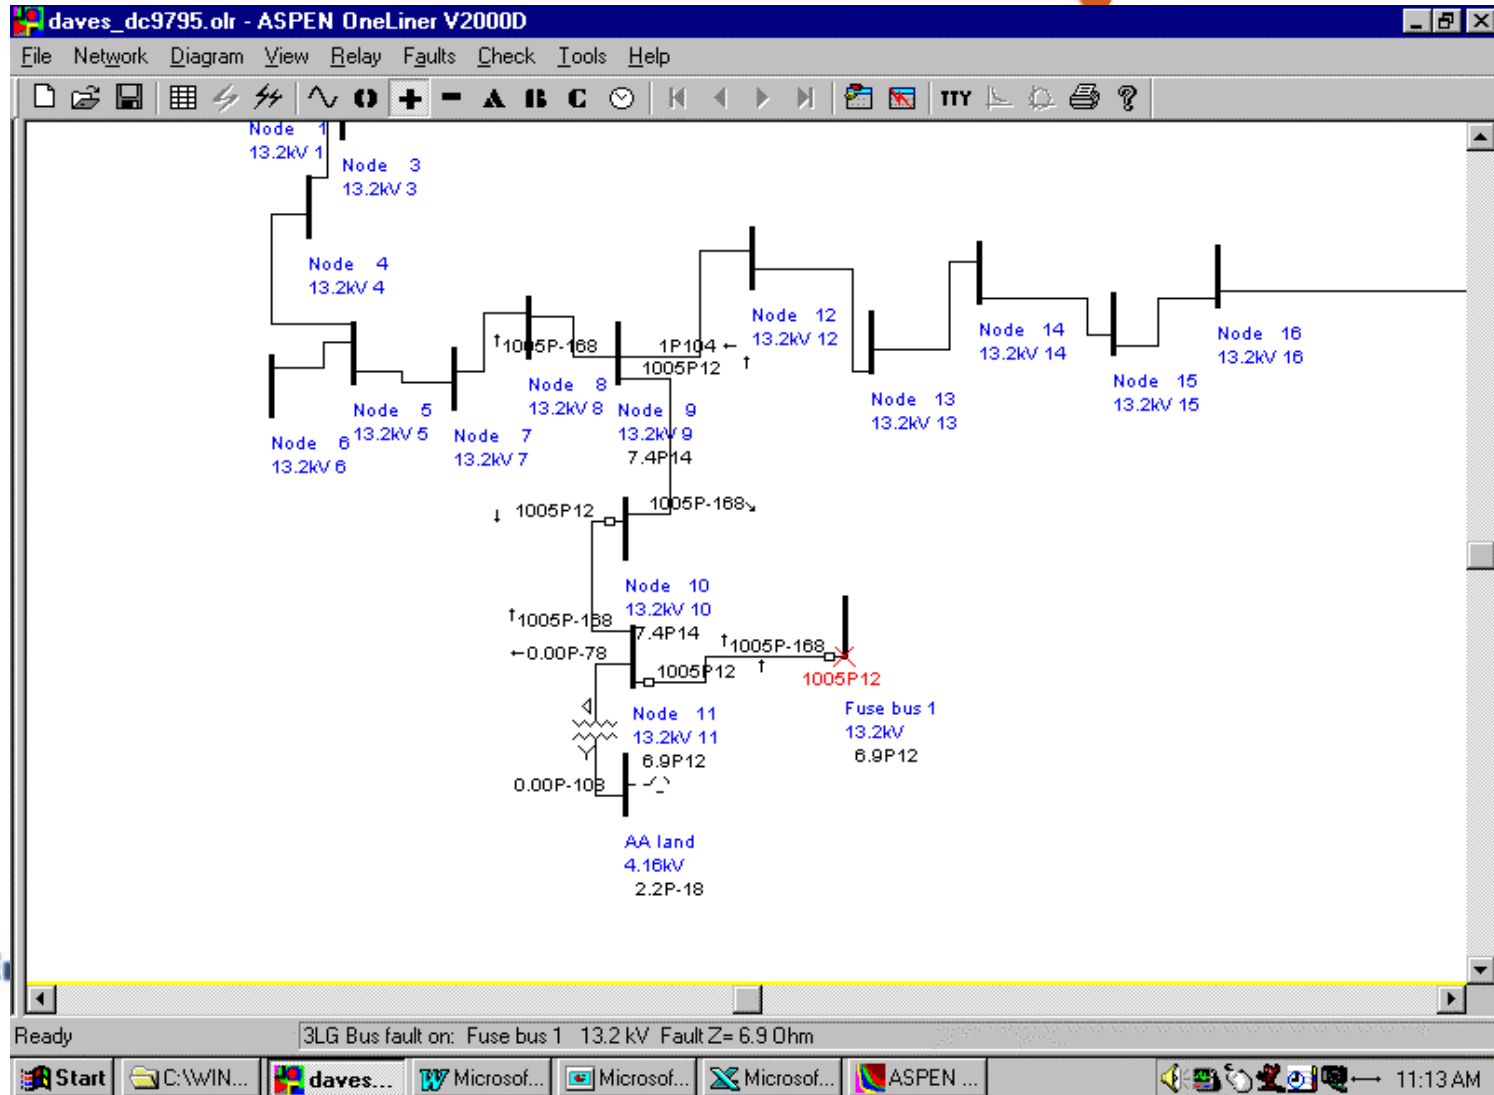 daves_dc9795.olr - ASPEN OneLiner V2000D
File Network Diagram View Relay Faults Check Tools Help
A B C TTY
Node 1
13.2kV 1
Node 3
13.2kV 3
Node 4
13.2kV 4
Node 12
13.2kV 12
Node 14
13.2kV 14
Node 16
13.2kV 16
↑1005P-168
1P104 ←
1005P12 ↑
Node 8
13.2kV 8
Node 9
13.2kV 9
7.4P14
Node 13
13.2kV 13
Node 15
13.2kV 15
Node 5
13.2kV 5
Node 6
13.2kV 6
Node 7
13.2kV 7
↓ 1005P12
1005P-168↘
Node 10
13.2kV 10
7.4P14
↑1005P-168
←0.00P-78
↑1005P-168
1005P12 ↑
1005P12
Node 11
13.2kV 11
6.9P12
Fuse bus 1
13.2kV
6.9P12
0.00P-108
AA land
4.16kV
2.2P-18
Ready 3LG Bus fault on: Fuse bus 1 13.2 kV Fault Z= 6.9 Ohm
Start C:\WIN... daves... Microsof... Microsof... Microsof... ASPEN ... 11:13 AM